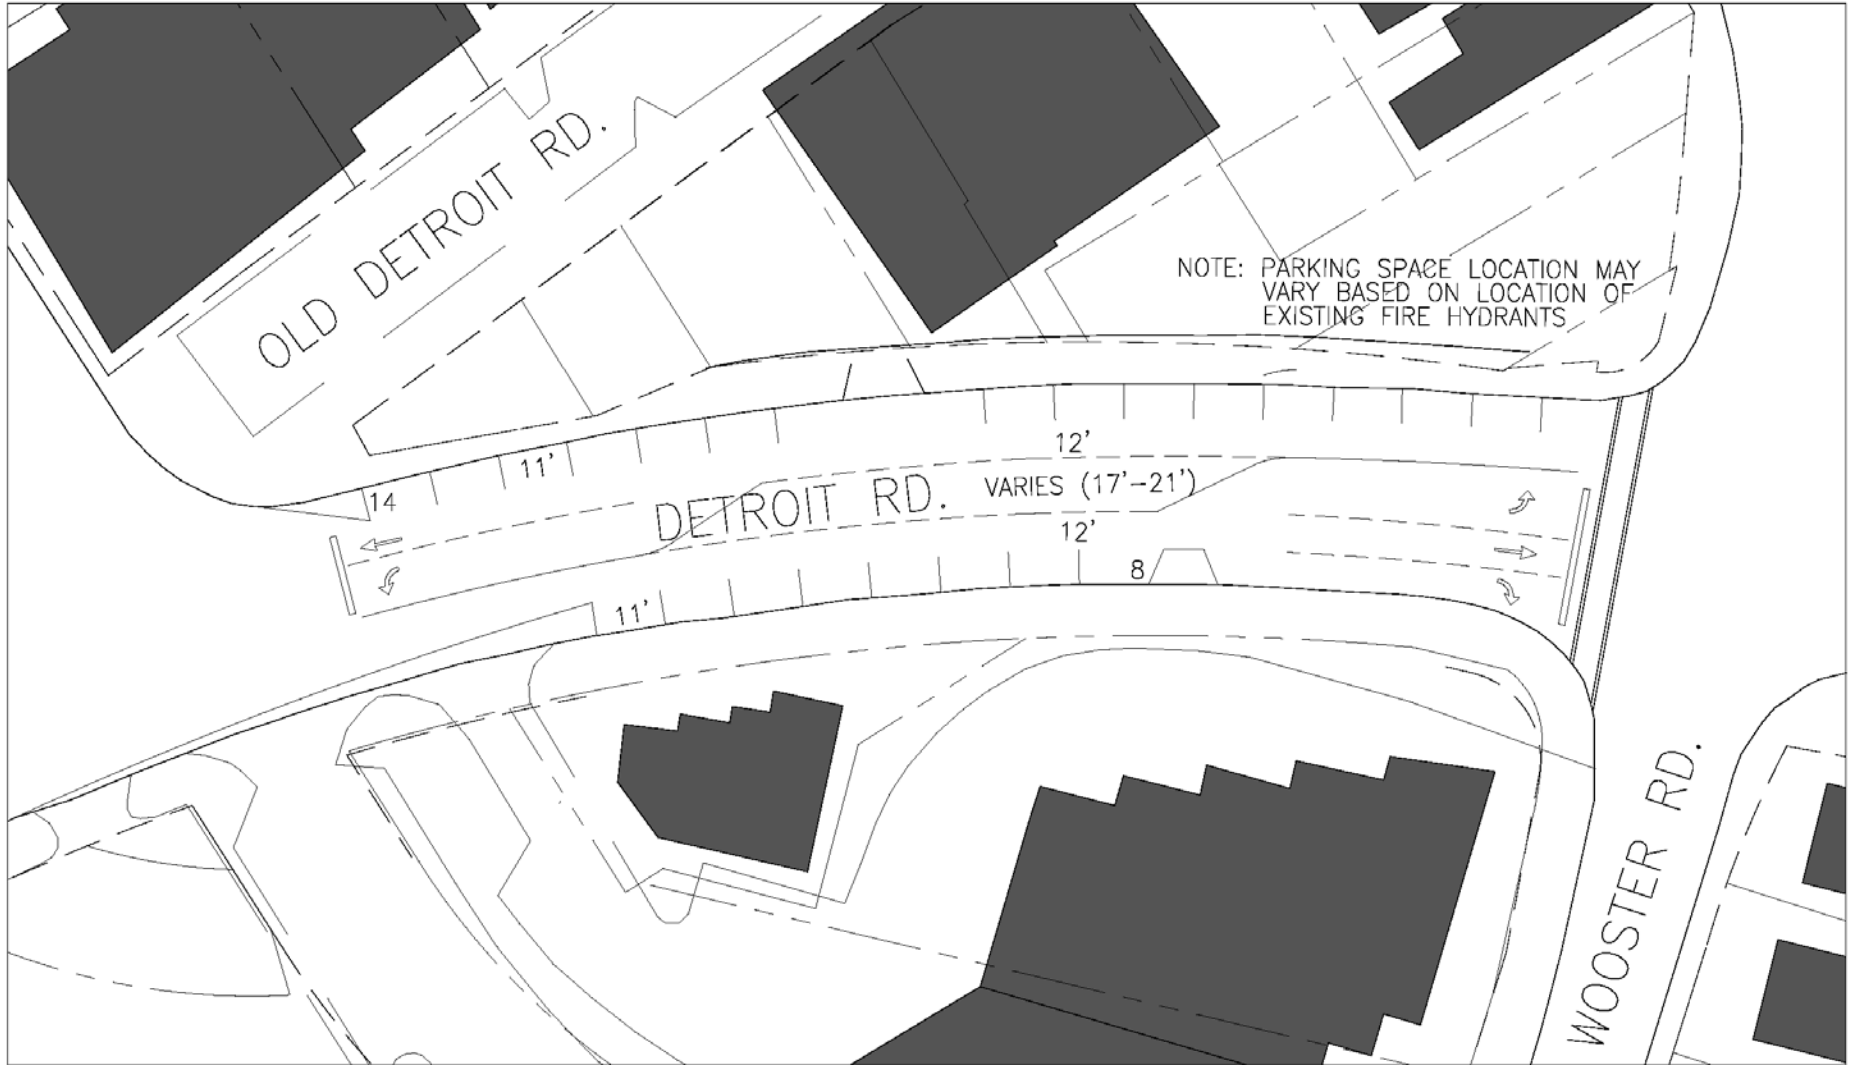 OLD DETROIT RD.
NOTE: PARKING SPACE LOCATION MAY
VARY BASED ON LOCATION OF
EXISTING FIRE HYDRANTS
12'
11'
14
DETROIT RD.
VARIES (17'-21')
12'
8
11'
WOOSTER RD.